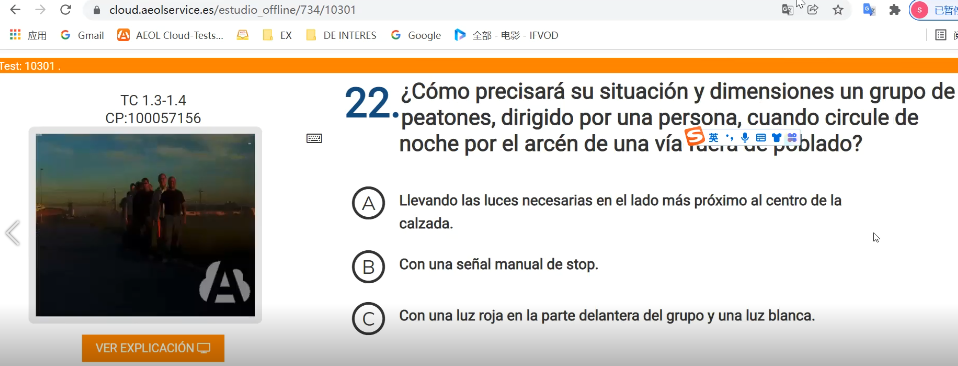 cloud.aeolservice.es/estudio_offline/734/10301
已暂停
应用 Gmail AEOL Cloud-Tests... EX DE INTERES Google 全部 - 电影 - IFVOD
Test: 10301 .
TC 1.3-1.4
CP:100057156
22. ¿Cómo precisará su situación y dimensiones un grupo de
peatones, dirigido por una persona, cuando circule de
noche por el arcén de una vía fuera de poblado?
英
A Llevando las luces necesarias en el lado más próximo al centro de la
calzada.
B Con una señal manual de stop.
C Con una luz roja en la parte delantera del grupo y una luz blanca.
VER EXPLICACIÓN